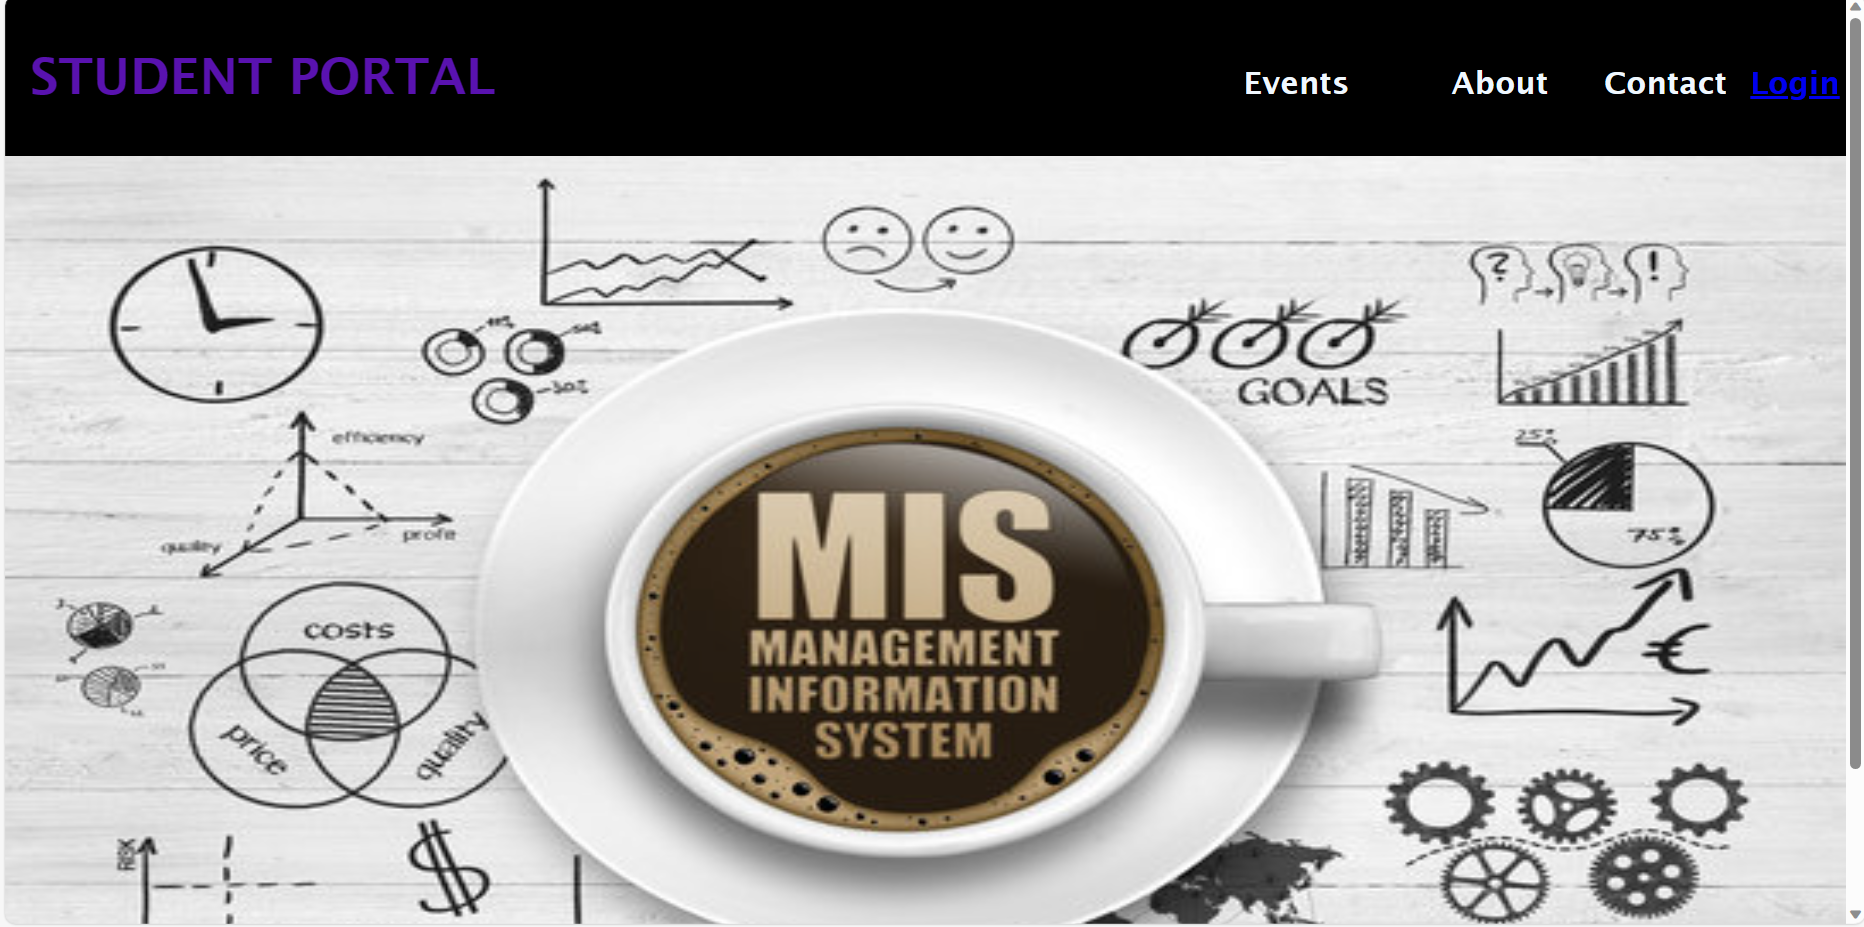 STUDENT PORTAL
Events About Contact Login
GOALS
efficiency
quality
25%
75%
MIS
MANAGEMENT
INFORMATION
SYSTEM
costs
price
quality
€
RISK
$